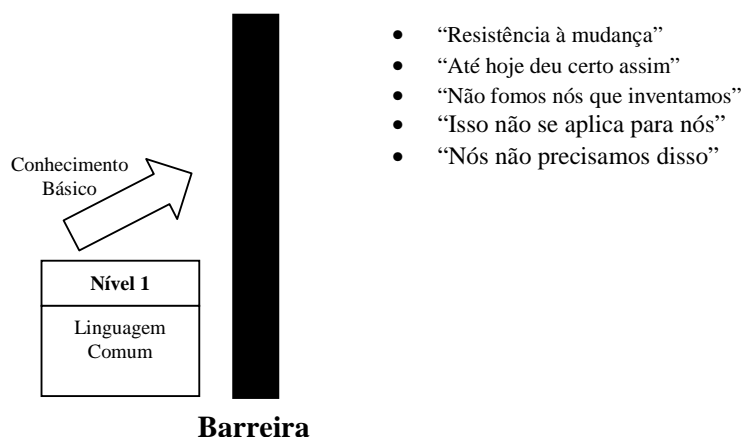 • “Resistência à mudança”
• “Até hoje deu certo assim”
• “Não fomos nós que inventamos”
• “Isso não se aplica para nós”
• “Nós não precisamos disso”
Conhecimento
Básico
Nível 1
Linguagem
Comum
Barreira